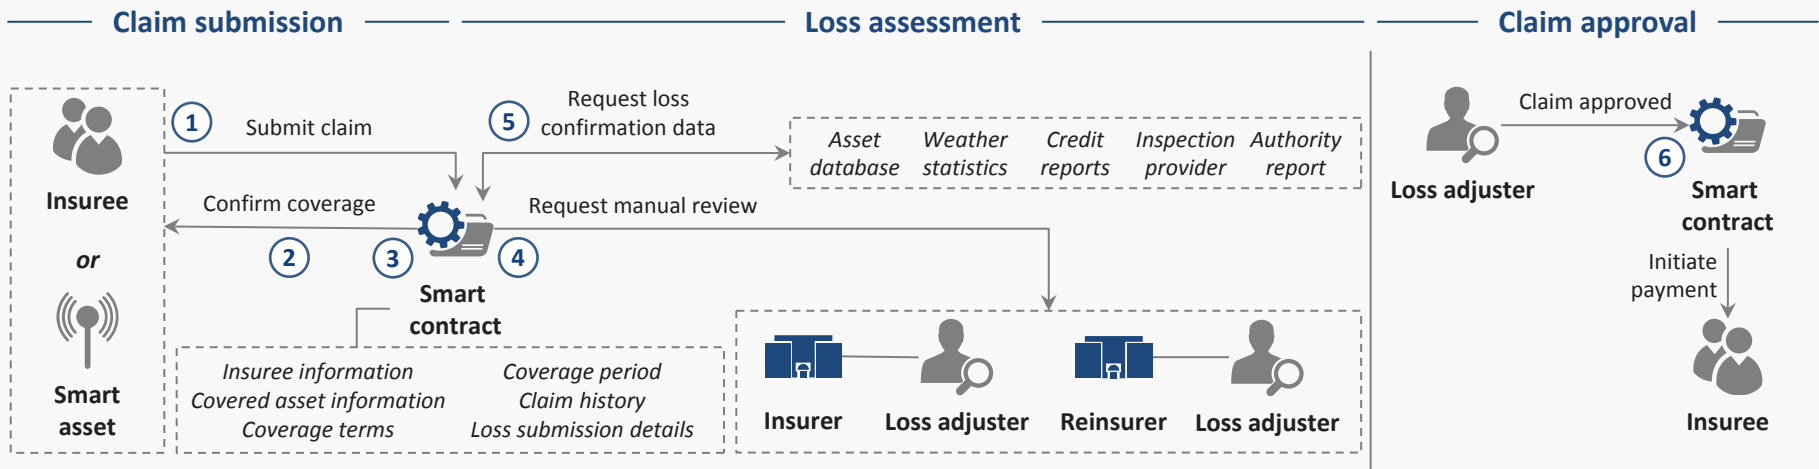 Claim submission
Loss assessment
Claim approval
1
Submit claim
5
Request loss
confirmation data
Asset
database
Weather
statistics
Credit
reports
Inspection
provider
Authority
report
Insuree
or
Smart
asset
Confirm coverage
2
3
4
Request manual review
Smart
contract
Insuree information
Covered asset information
Coverage terms
Coverage period
Claim history
Loss submission details
Insurer
Loss adjuster
Reinsurer
Loss adjuster
Loss adjuster
Claim approved
6
Smart
contract
Initiate
payment
Insuree